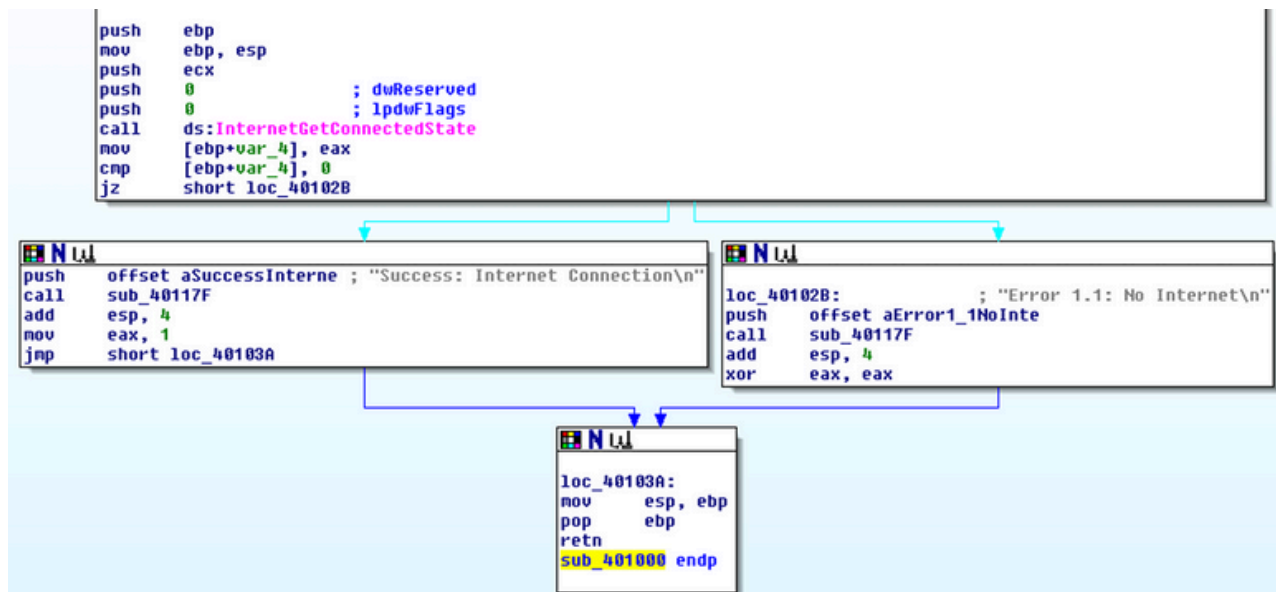 push ebp
mov ebp, esp
push ecx
push 0 ; dwReserved
push 0 ; lpdwFlags
call ds:InternetGetConnectedState
mov [ebp+var_4], eax
cmp [ebp+var_4], 0
jz short loc_40102B
N
push offset aSuccessInterne ; "Success: Internet Connection\n"
call sub_40117F
add esp, 4
mov eax, 1
jmp short loc_40103A
N
loc_40102B: ; "Error 1.1: No Internet\n"
push offset aError1_1NoInte
call sub_40117F
add esp, 4
xor eax, eax
N
loc_40103A:
mov esp, ebp
pop ebp
retn
sub_401000 endp